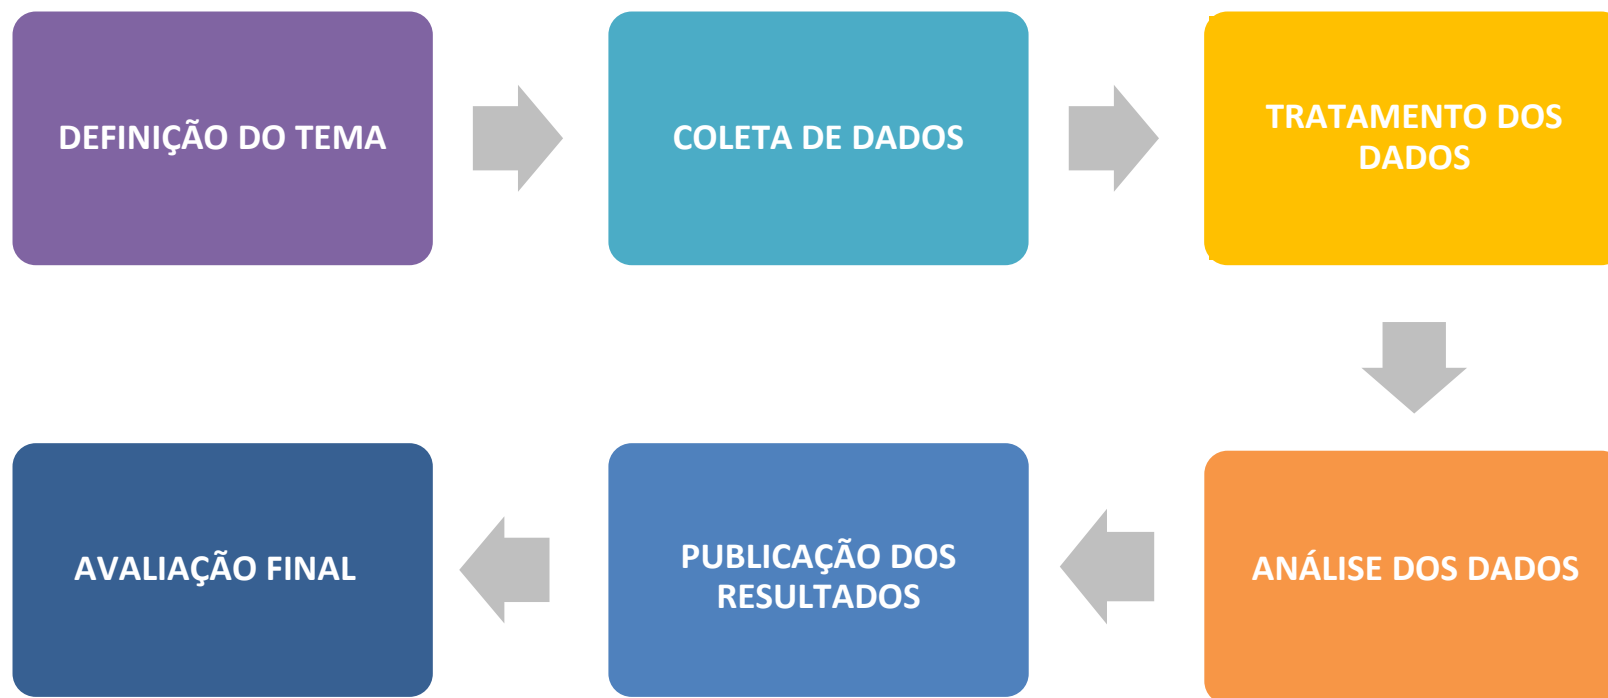 DEFINIÇÃO DO TEMA
COLETA DE DADOS
TRATAMENTO DOS
DADOS
ANÁLISE DOS DADOS
PUBLICAÇÃO DOS
RESULTADOS
AVALIAÇÃO FINAL